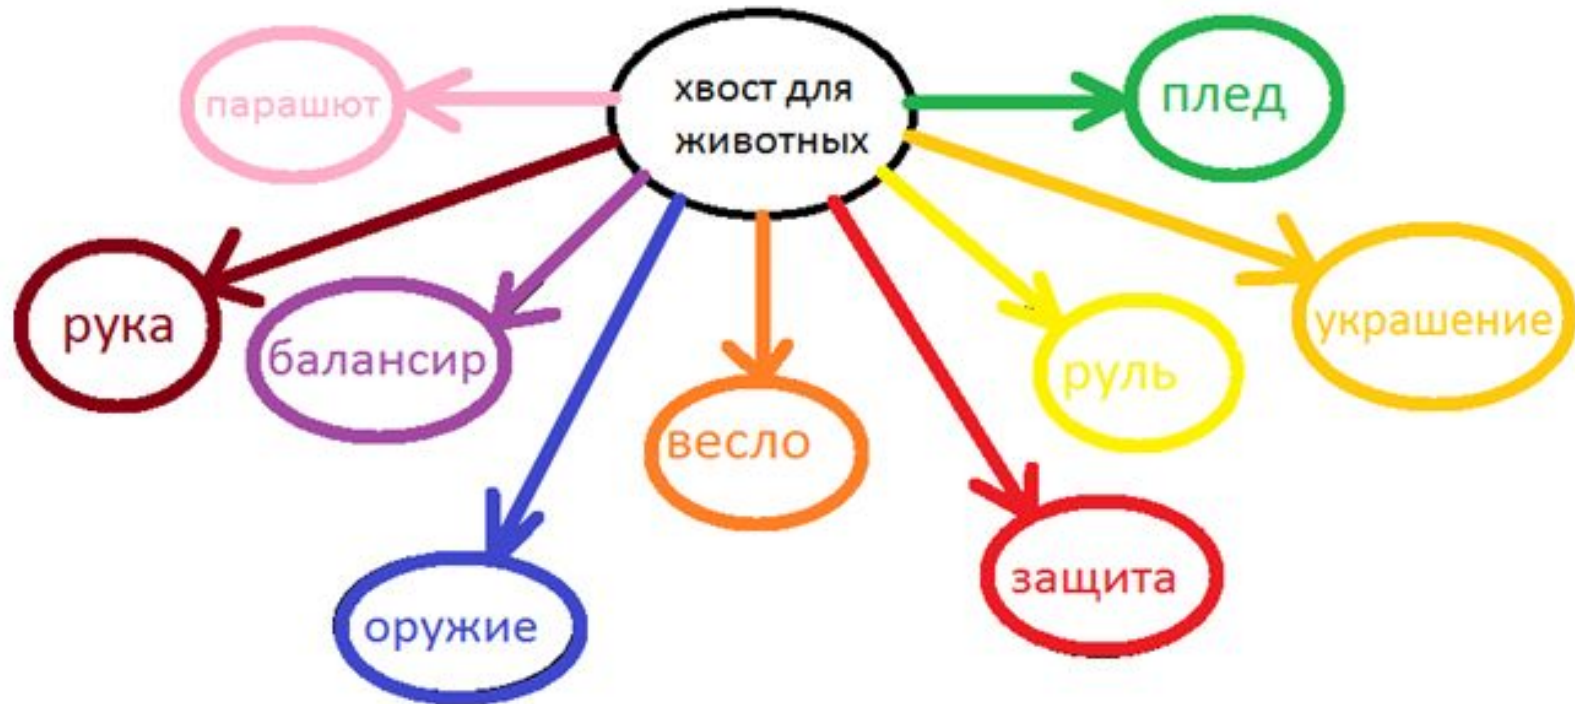 хвост для
животных
парашют
плед
рука
балансир
руль
украшение
весло
оружие
защита